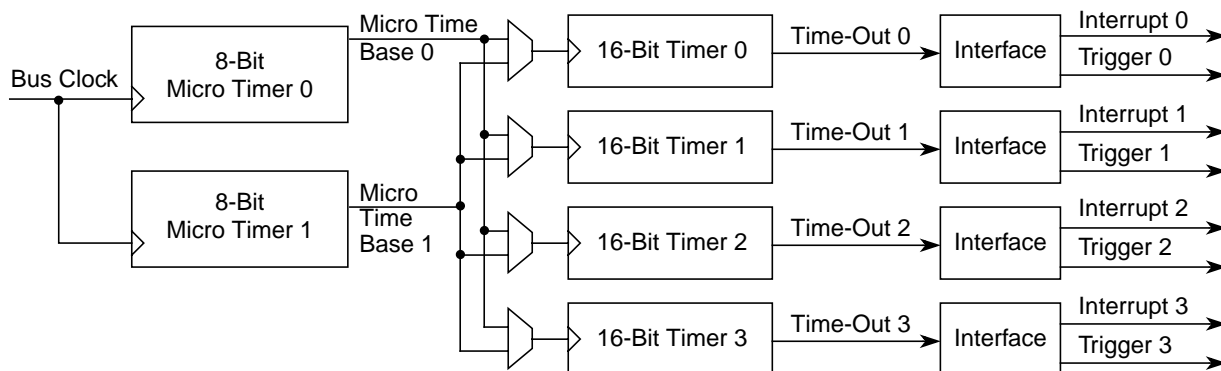 Bus Clock
8-Bit
Micro Timer 0
Micro Time
Base 0
16-Bit Timer 0
Time-Out 0
Interface
Interrupt 0
Trigger 0
16-Bit Timer 1
Time-Out 1
Interface
Interrupt 1
Trigger 1
8-Bit
Micro Timer 1
Micro
Time
Base 1
16-Bit Timer 2
Time-Out 2
Interface
Interrupt 2
Trigger 2
16-Bit Timer 3
Time-Out 3
Interface
Interrupt 3
Trigger 3